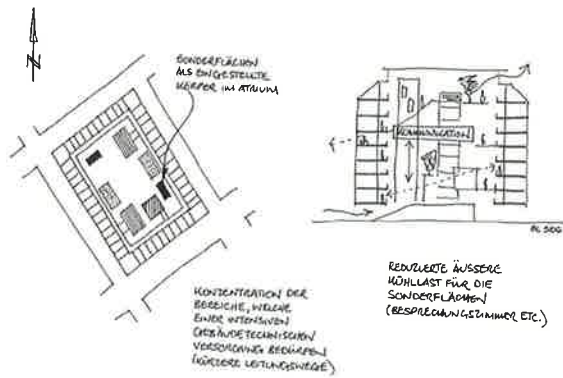 N
SONDERFLÄCHEN
ALS EINGESTELLTE
KÖRPER IM ATRIUM
KOMMUNIKATION
KONZENTRATION DER
BEREICHE, WELCHE
EINER INTENSIVEN
GEBÄUDETECHNISCHEN
VERSORGUNG BEDÜRFEN
(KÜRZERE LEITUNGSWEGE)
REDUZIERTE ÄUSSERE
KÜHLLAST FÜR DIE
SONDERFLÄCHEN
(BESPRECHUNGSZIMMER ETC.)